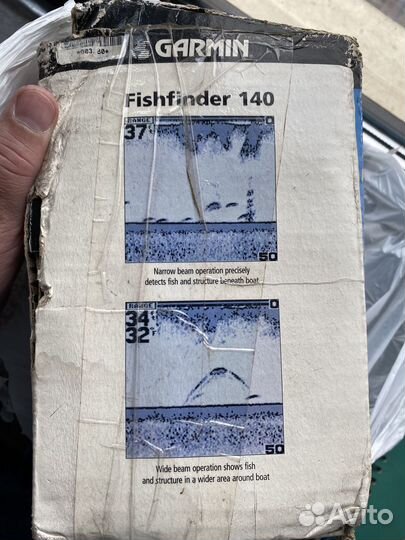 GARMIN
Fishfinder 140
RANGE
0
37
50
Narrow beam operation precisely
detects fish and structure beneath boat
RANGE
0
34
32
50
Wide beam operation shows fish
and structure in a wider area around boat
Avito